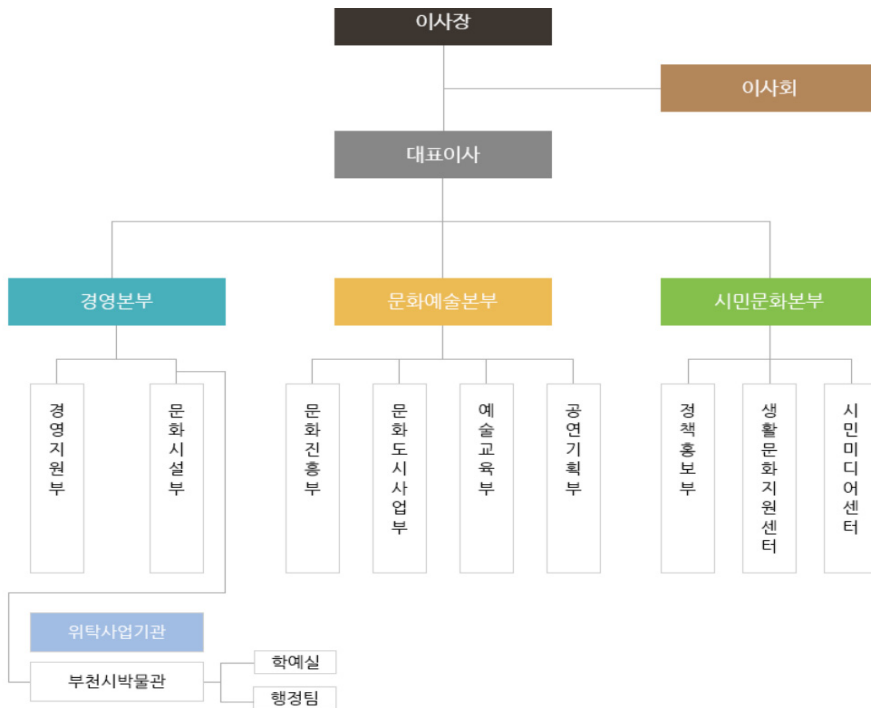 이사장
이사회
대표이사
경영본부
문화예술본부
시민문화본부
경영지원부
문화시설부
문화진흥부
문화도시사업부
예술교육부
공연기획부
정책홍보부
생활문화지원센터
시민미디어센터
위탁사업기관
부천시박물관
학예실
행정팀